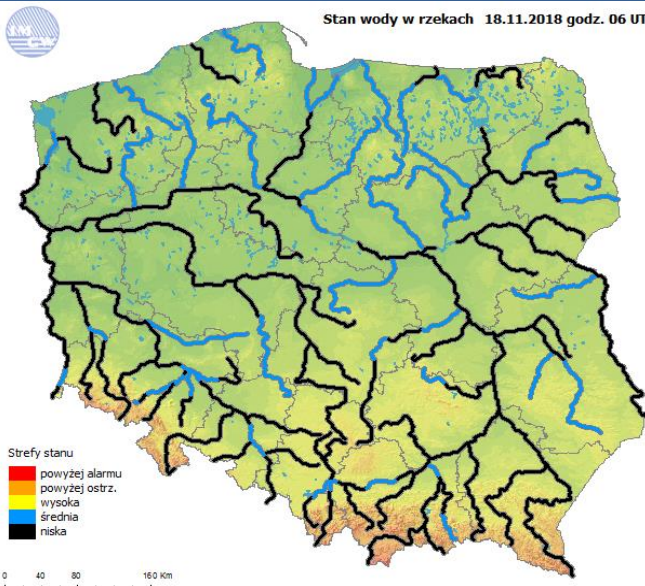 Stan wody w rzekach 18.11.2018 godz. 06 UT
Strefy stanu
powyżej alarmu
powyżej ostrz.
wysoka
średnia
niska
0 40 80 160 Km